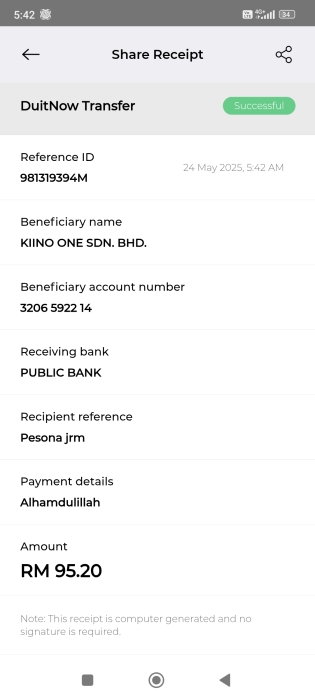 5:42
4G+
94
Share Receipt
DuitNow Transfer
Successful
Reference ID
981319394M
24 May 2025, 5:42 AM
Beneficiary name
KIINO ONE SDN. BHD.
Beneficiary account number
3206 5922 14
Receiving bank
PUBLIC BANK
Recipient reference
Pesona jrm
Payment details
Alhamdulillah
Amount
RM 95.20
Note: This receipt is computer generated and no
signature is required.